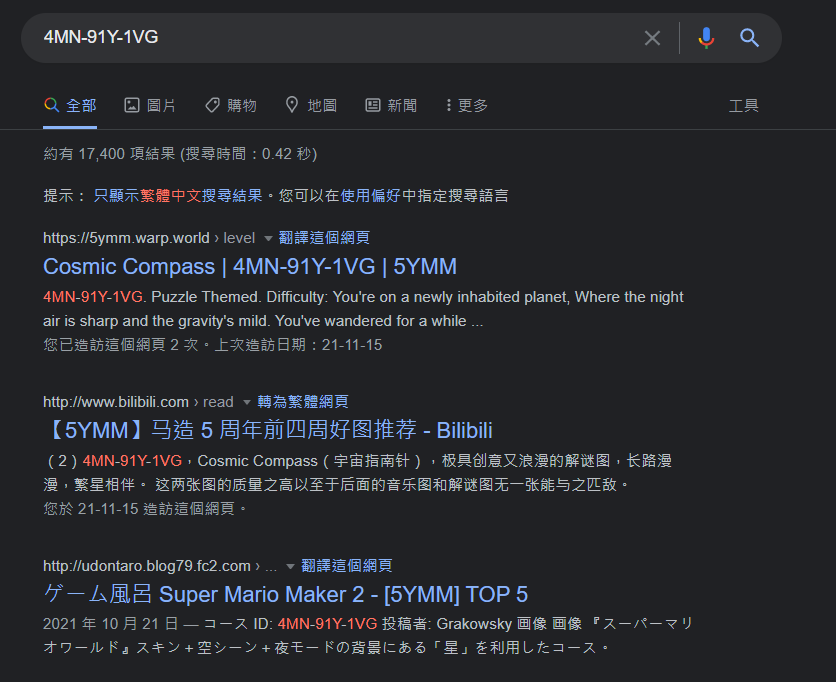 4MN-91Y-1VG
全部 圖片 購物 地圖 新聞 更多 工具
約有 17,400 項結果 (搜尋時間：0.42 秒)
提示： 只顯示繁體中文搜尋結果。您可以在使用偏好中指定搜尋語言
https://5ymm.warp.world › level 翻譯這個網頁
Cosmic Compass | 4MN-91Y-1VG | 5YMM
4MN-91Y-1VG. Puzzle Themed. Difficulty: You're on a newly inhabited planet, Where the night
air is sharp and the gravity's mild. You've wandered for a while ...
您已造訪這個網頁 2 次。上次造訪日期：21-11-15
http://www.bilibili.com › read 轉為繁體網頁
【5YMM】马造 5 周年前四周好图推荐 - Bilibili
（2）4MN-91Y-1VG，Cosmic Compass（宇宙指南针），极具创意又浪漫的解谜图，长路漫
漫，繁星相伴。 这两张图的质量之高以至于后面的音乐图和解谜图无一张能与之匹敌。
您於 21-11-15 造訪這個網頁。
http://udontaro.blog79.fc2.com › ... 翻譯這個網頁
ゲーム風呂 Super Mario Maker 2 - [5YMM] TOP 5
2021 年 10 月 21 日 — コース ID: 4MN-91Y-1VG 投稿者: Grakowsky 画像 画像 『スーパーマリ
オワールド』スキン＋空シーン＋夜モードの背景にある「星」を利用したコース。